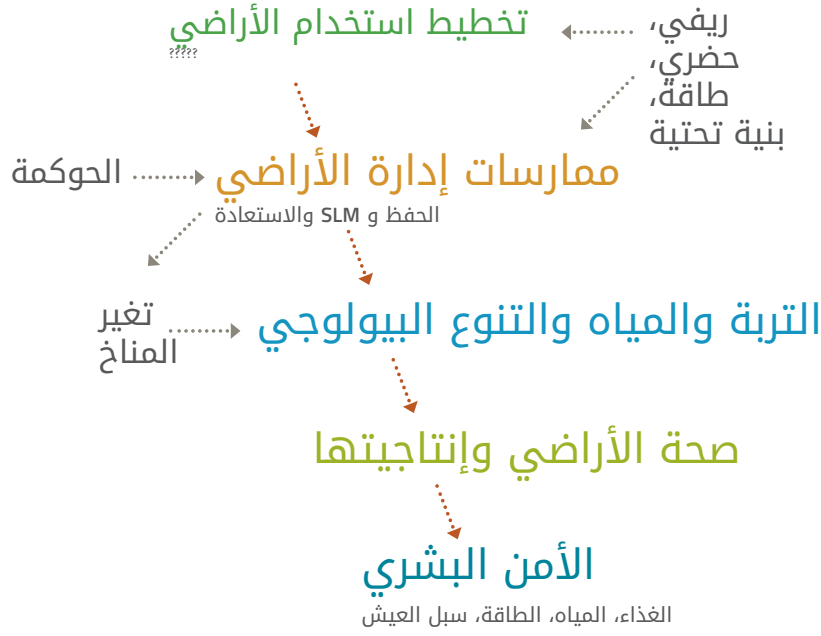 تخطيط استخدام الأراضي
?????
ريفي،
حضري،
طاقة،
بنية تحتية
ممارسات إدارة الأراضي
الحفظ و SLM والاستعادة
الحوكمة
التربة والمياه والتنوع البيولوجي
تغير
المناخ
صحة الأراضي وإنتاجيتها
الأمن البشري
الغذاء، المياه، الطاقة، سبل العيش